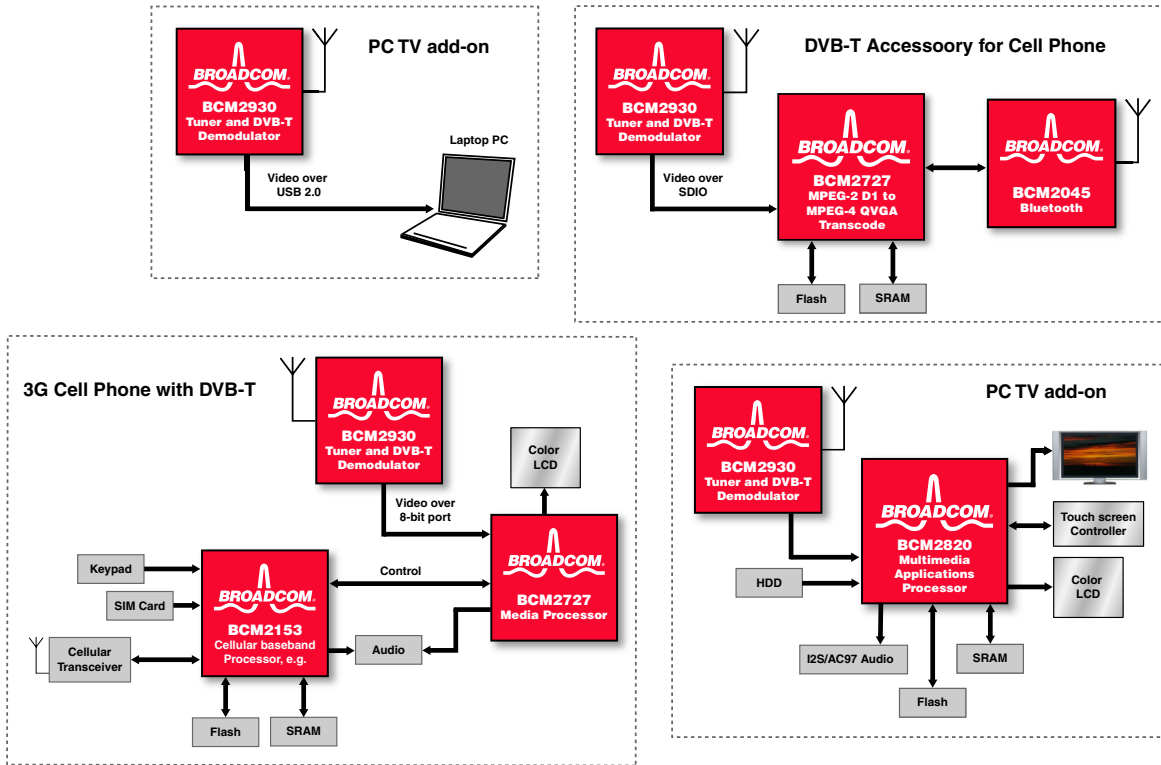 PC TV add-on
BROADCOM®
BCM2930
Tuner and DVB-T
Demodulator
Laptop PC
Video over
USB 2.0
DVB-T Accessoory for Cell Phone
BROADCOM®
BCM2930
Tuner and DVB-T
Demodulator
Video over
SDIO
BROADCOM®
BCM2727
MPEG-2 D1 to
MPEG-4 QVGA
Transcode
BROADCOM®
BCM2045
Bluetooth
Flash
SRAM
3G Cell Phone with DVB-T
BROADCOM®
BCM2930
Tuner and DVB-T
Demodulator
Color
LCD
Video over
8-bit port
BROADCOM®
BCM2727
Media Processor
Keypad
SIM Card
Cellular
Transceiver
BROADCOM®
BCM2153
Cellular baseband
Processor, e.g.
Control
Audio
Flash
SRAM
PC TV add-on
BROADCOM®
BCM2930
Tuner and DVB-T
Demodulator
BROADCOM®
BCM2820
Multimedia
Applications
Processor
Touch screen
Controller
HDD
Color
LCD
I2S/AC97 Audio
SRAM
Flash